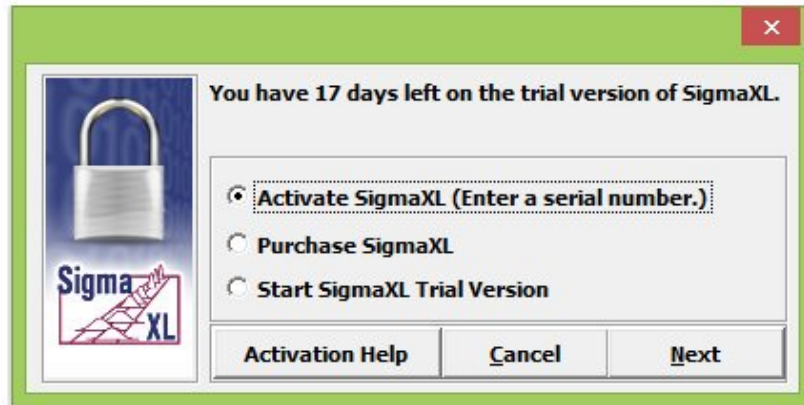 You have 17 days left on the trial version of SigmaXL.
Activate SigmaXL (Enter a serial number.)
Purchase SigmaXL
Start SigmaXL Trial Version
Sigma
XL
Activation Help Cancel Next